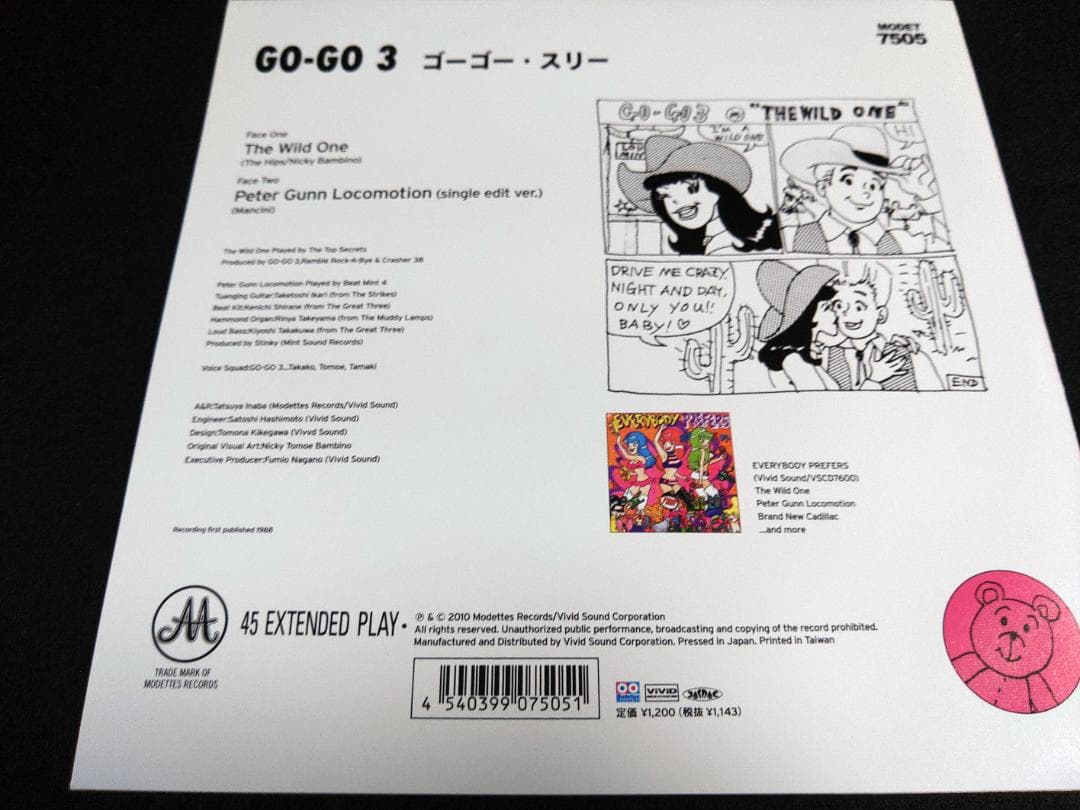 GO-GO 3 ゴーゴー・スリー
MODET
7505
Face One
The Wild One
(The Hips/Nicky Bambino)
Face Two
Peter Gunn Locomotion (single edit ver.)
(Mancini)
The Wild One Played by The Top Secrets
Produced by GO-GO 3,Ramble Rock-A-Bye & Crasher 38
Peter Gunn Locomotion Played by Beat Mint 4
Tuanging Guitar:Taketoshi Ikari (from The Strikes)
Beat Kit:Kenichi Shirane (from The Great Three)
Hammond Organ:Rinya Takeyama (from The Muddy Lamps)
Loud Bass:Kiyoshi Takakuwa (from The Great Three)
Produced by Stinky (Mint Sound Records)
Voice Squad:GO-GO 3...Takako, Tomoe, Tamaki
A&R:Tatsuya Inaba (Modettes Records/Vivid Sound)
Engineer:Satoshi Hashimoto (Vivid Sound)
Design:Tomona Kikegawa (Vivvd Sound)
Original Visual Art:Nicky Tomoe Bambino
Executive Producer:Fumio Nagano (Vivid Sound)
Recording first published 1988
GO-GO 3 "THE WILD ONE"
I'M A
WILD ONE
HI
DRIVE ME CRAZY,
NIGHT AND DAY,
ONLY YOU!!
BABY! ♡
END
EVERYBODY PREFERS
EVERYBODY PREFERS
(Vivid Sound/VSCD7600)
The Wild One
Peter Gunn Locomotion
Brand New Cadillac
...and more
TRADE MARK OF
MODETTES RECORDS
45 EXTENDED PLAY •
Ⓟ & © 2010 Modettes Records/Vivid Sound Corporation
All rights reserved. Unauthorized public performance, broadcasting and copying of the record prohibited.
Manufactured and Distributed by Vivid Sound Corporation. Pressed in Japan. Printed in Taiwan
4 540399 075051
VIVID
定価 ¥1,200 (税抜 ¥1,143)